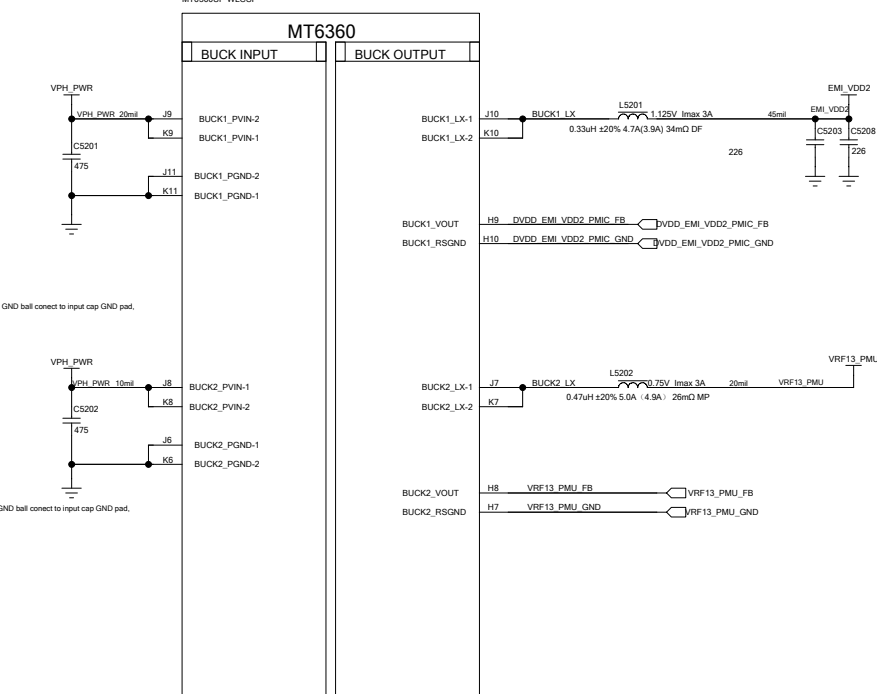 MT6360
BUCK INPUT
BUCK OUTPUT
VPH_PWR
VPH_PWR 20mil
J9
BUCK1_PVIN-2
K9
BUCK1_PVIN-1
C5201
475
J11
BUCK1_PGND-2
K11
BUCK1_PGND-1
BUCK1_LX-1
J10
BUCK1_LX
L5201
1.125V Imax 3A
45mil
EMI_VDD2
EMI_VDD2
BUCK1_LX-2
K10
0.33uH ±20% 4.7A(3.9A) 34mΩ DF
C5203
C5208
226
226
BUCK1_VOUT
H9
DVDD_EMI_VDD2_PMIC_FB
DVDD_EMI_VDD2_PMIC_FB
BUCK1_RSGND
H10
DVDD_EMI_VDD2_PMIC_GND
DVDD_EMI_VDD2_PMIC_GND
GND ball conect to input cap GND pad,
VPH_PWR
VPH_PWR 10mil
J8
BUCK2_PVIN-1
K8
BUCK2_PVIN-2
C5202
475
J6
BUCK2_PGND-1
K6
BUCK2_PGND-2
BUCK2_LX-1
J7
BUCK2_LX
L5202
0.75V Imax 3A
20mil
VRF13_PMU
VRF13_PMU
BUCK2_LX-2
K7
0.47uH ±20% 5.0A（4.9A） 26mΩ MP
BUCK2_VOUT
H8
VRF13_PMU_FB
VRF13_PMU_FB
BUCK2_RSGND
H7
VRF13_PMU_GND
VRF13_PMU_GND
GND ball conect to input cap GND pad,